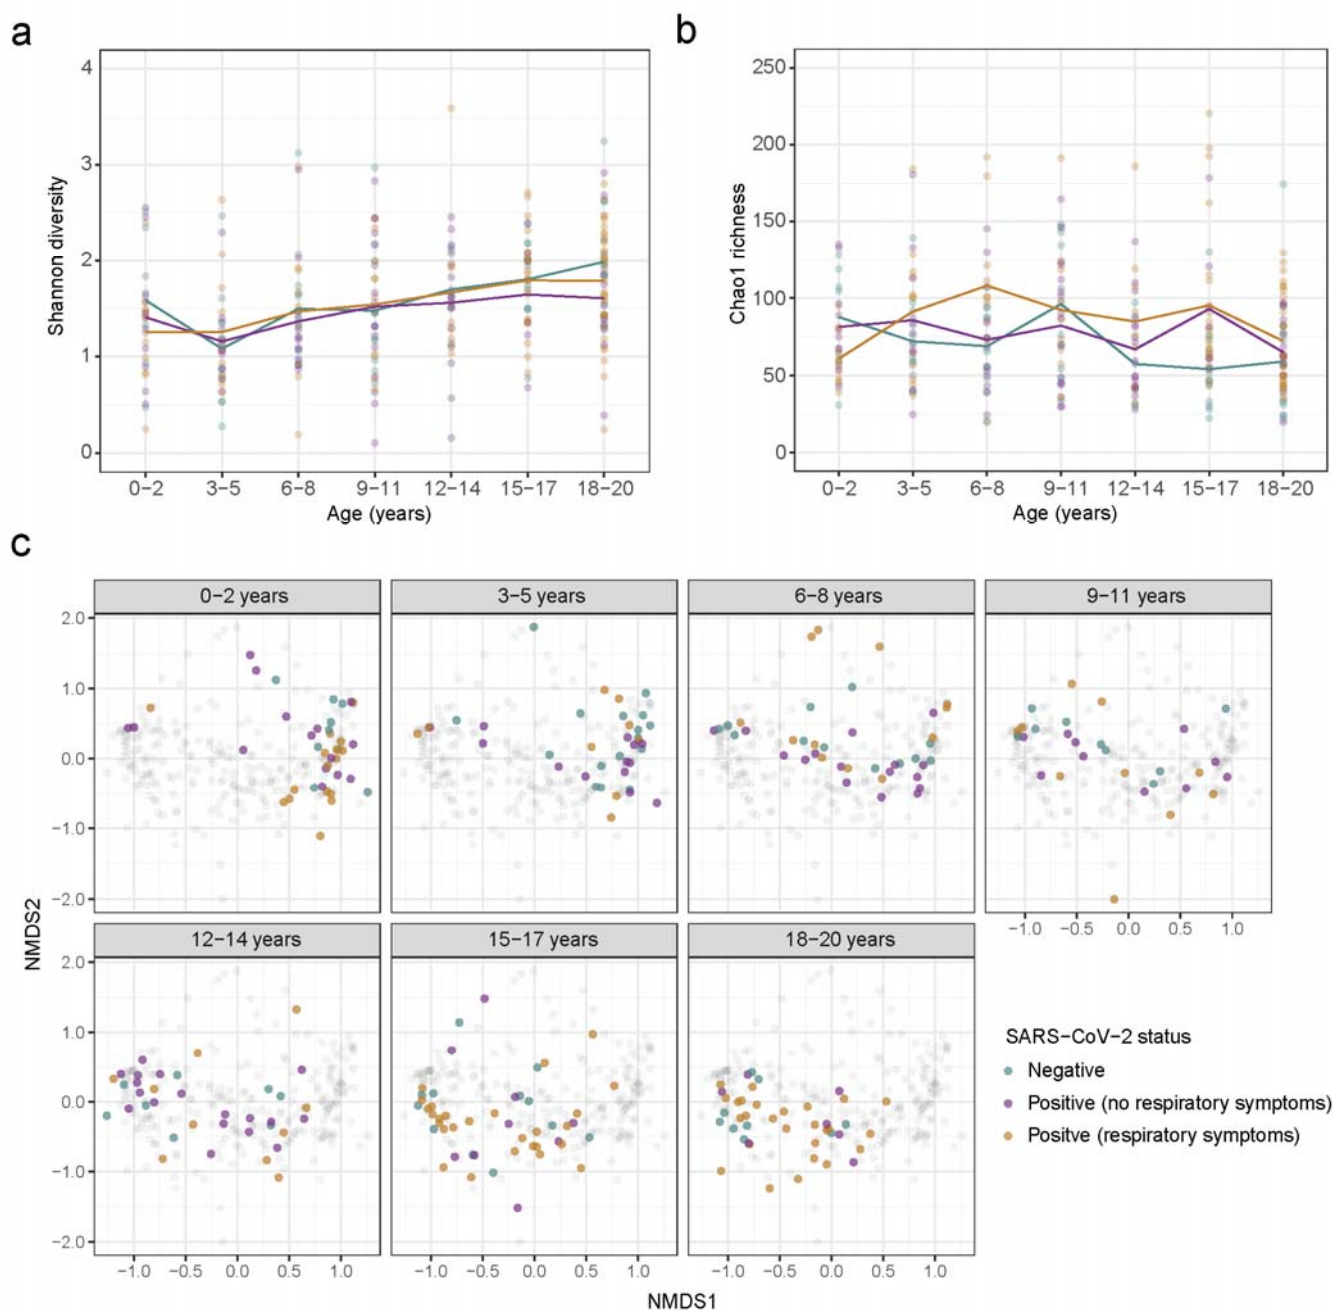 a
b
4
3
2
1
0
Shannon diversity
0−2 3−5 6−8 9−11 12−14 15−17 18−20
Age (years)
250
200
150
100
50
0
Chao1 richness
0−2 3−5 6−8 9−11 12−14 15−17 18−20
Age (years)
c
0−2 years
3−5 years
6−8 years
9−11 years
2.0
1.0
0.0
−1.0
−2.0
−1.0 −0.5 0.0 0.5 1.0
NMDS2
12−14 years
15−17 years
18−20 years
2.0
1.0
0.0
−1.0
−2.0
−1.0 −0.5 0.0 0.5 1.0
−1.0 −0.5 0.0 0.5 1.0
−1.0 −0.5 0.0 0.5 1.0
NMDS1
SARS−CoV−2 status
Negative
Positive (no respiratory symptoms)
Positve (respiratory symptoms)